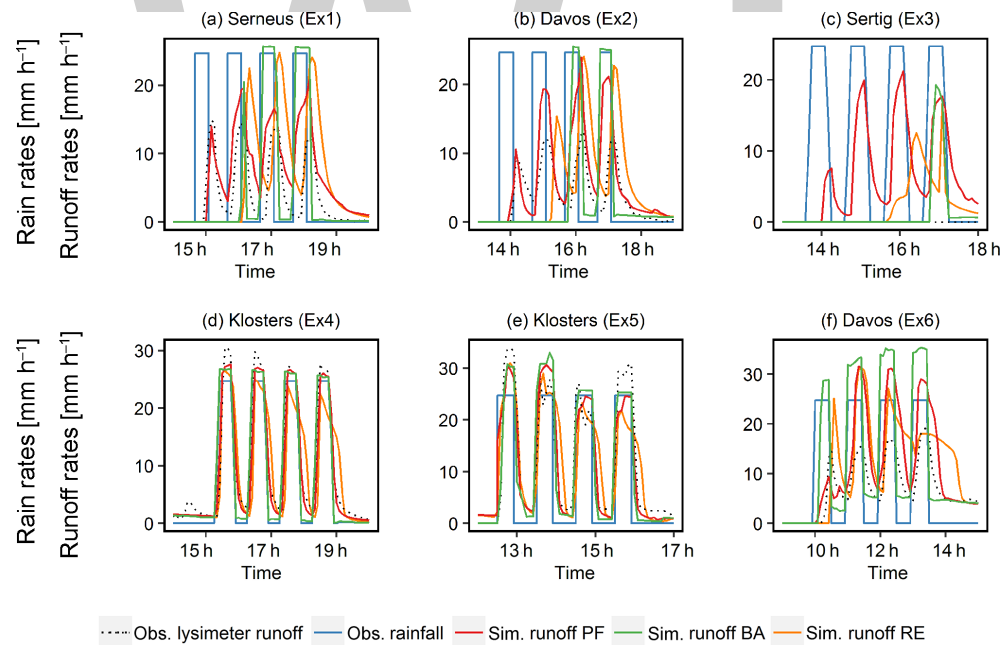 (a) Serneus (Ex1) (b) Davos (Ex2) (c) Sertig (Ex3)
Rain rates [mm h⁻¹]
Runoff rates [mm h⁻¹]
20 20 20
10 10 10
0 0 0
15 h 17 h 19 h 14 h 16 h 18 h 14 h 16 h 18 h
Time Time Time
(d) Klosters (Ex4) (e) Klosters (Ex5) (f) Davos (Ex6)
Rain rates [mm h⁻¹]
Runoff rates [mm h⁻¹]
30 30 30
20 20 20
10 10 10
0 0 0
15 h 17 h 19 h 13 h 15 h 17 h 10 h 12 h 14 h
Time Time Time
Obs. lysimeter runoff Obs. rainfall Sim. runoff PF Sim. runoff BA Sim. runoff RE